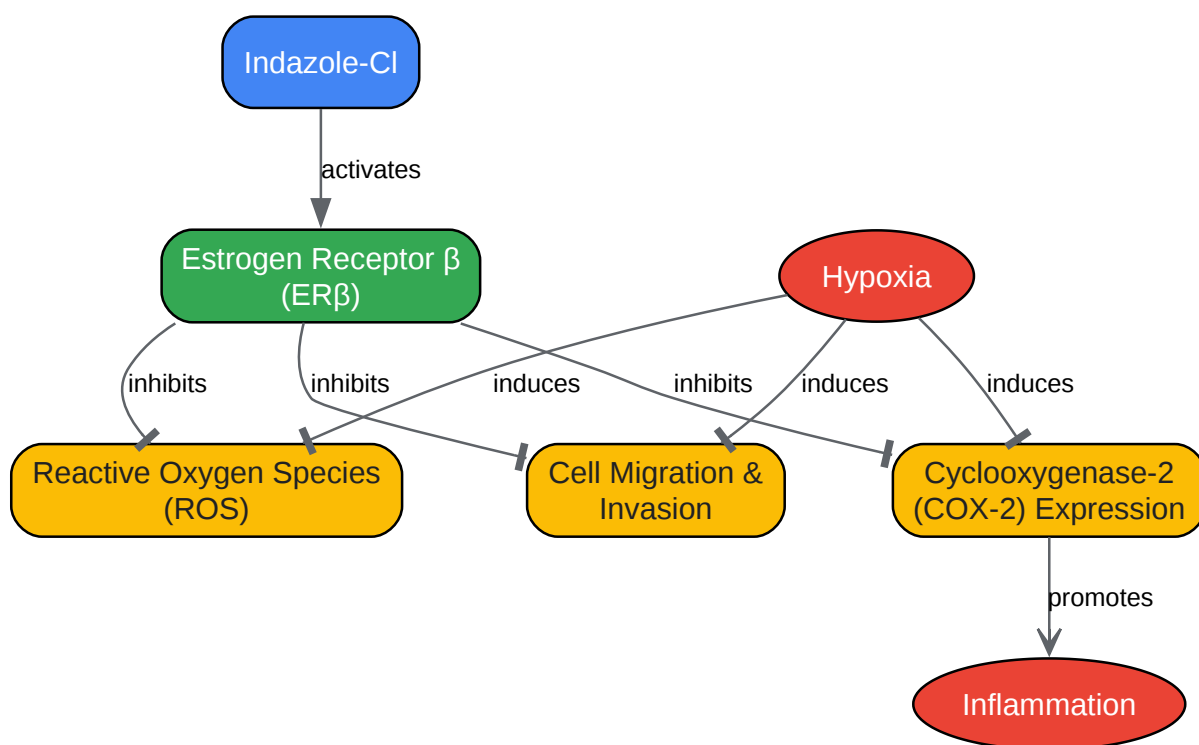 Indazole-Cl
activates
Estrogen Receptor β
(ERβ)
Hypoxia
inhibits
inhibits
induces
inhibits
induces
induces
Reactive Oxygen Species
(ROS)
Cell Migration &
Invasion
Cyclooxygenase-2
(COX-2) Expression
promotes
Inflammation